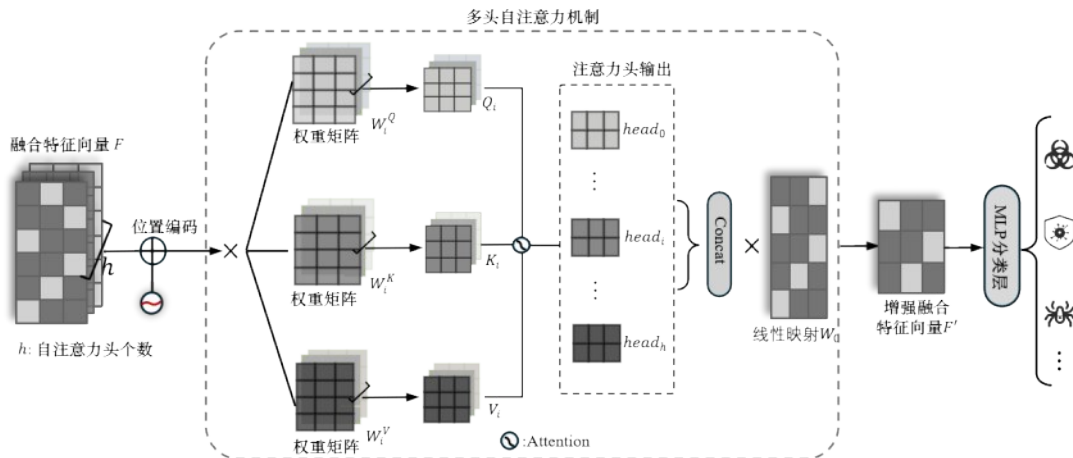 多头自注意力机制
融合特征向量 F
h
h: 自注意力头个数
位置编码
×
权重矩阵
W_i^Q
Q_i
权重矩阵
W_i^K
K_i
权重矩阵
W_i^V
V_i
:Attention
注意力头输出
head_0
...
head_i
...
head_h
Concat
×
线性映射W_0
增强融合
特征向量F′
MLP分类层
...